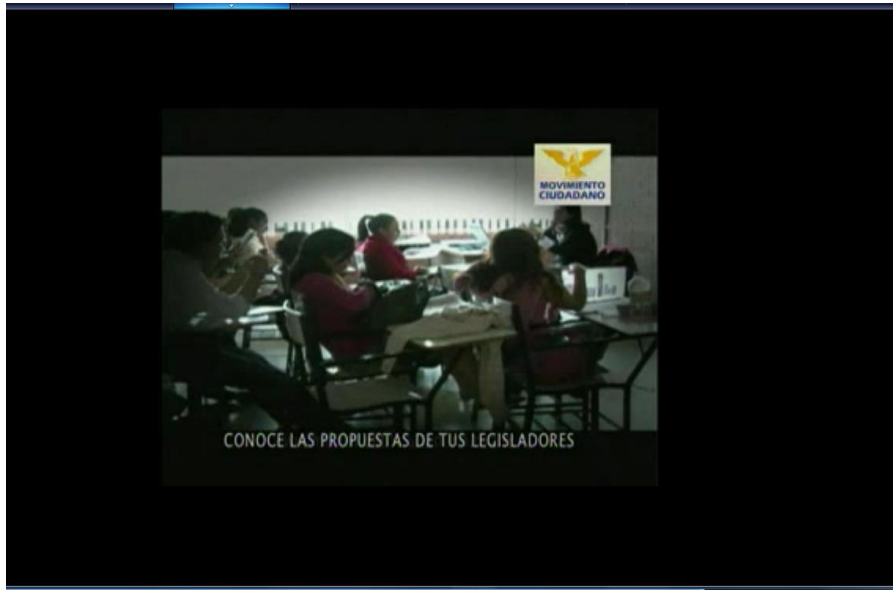 MOVIMIENTO
CIUDADANO
CONOCE LAS PROPUESTAS DE TUS LEGISLADORES